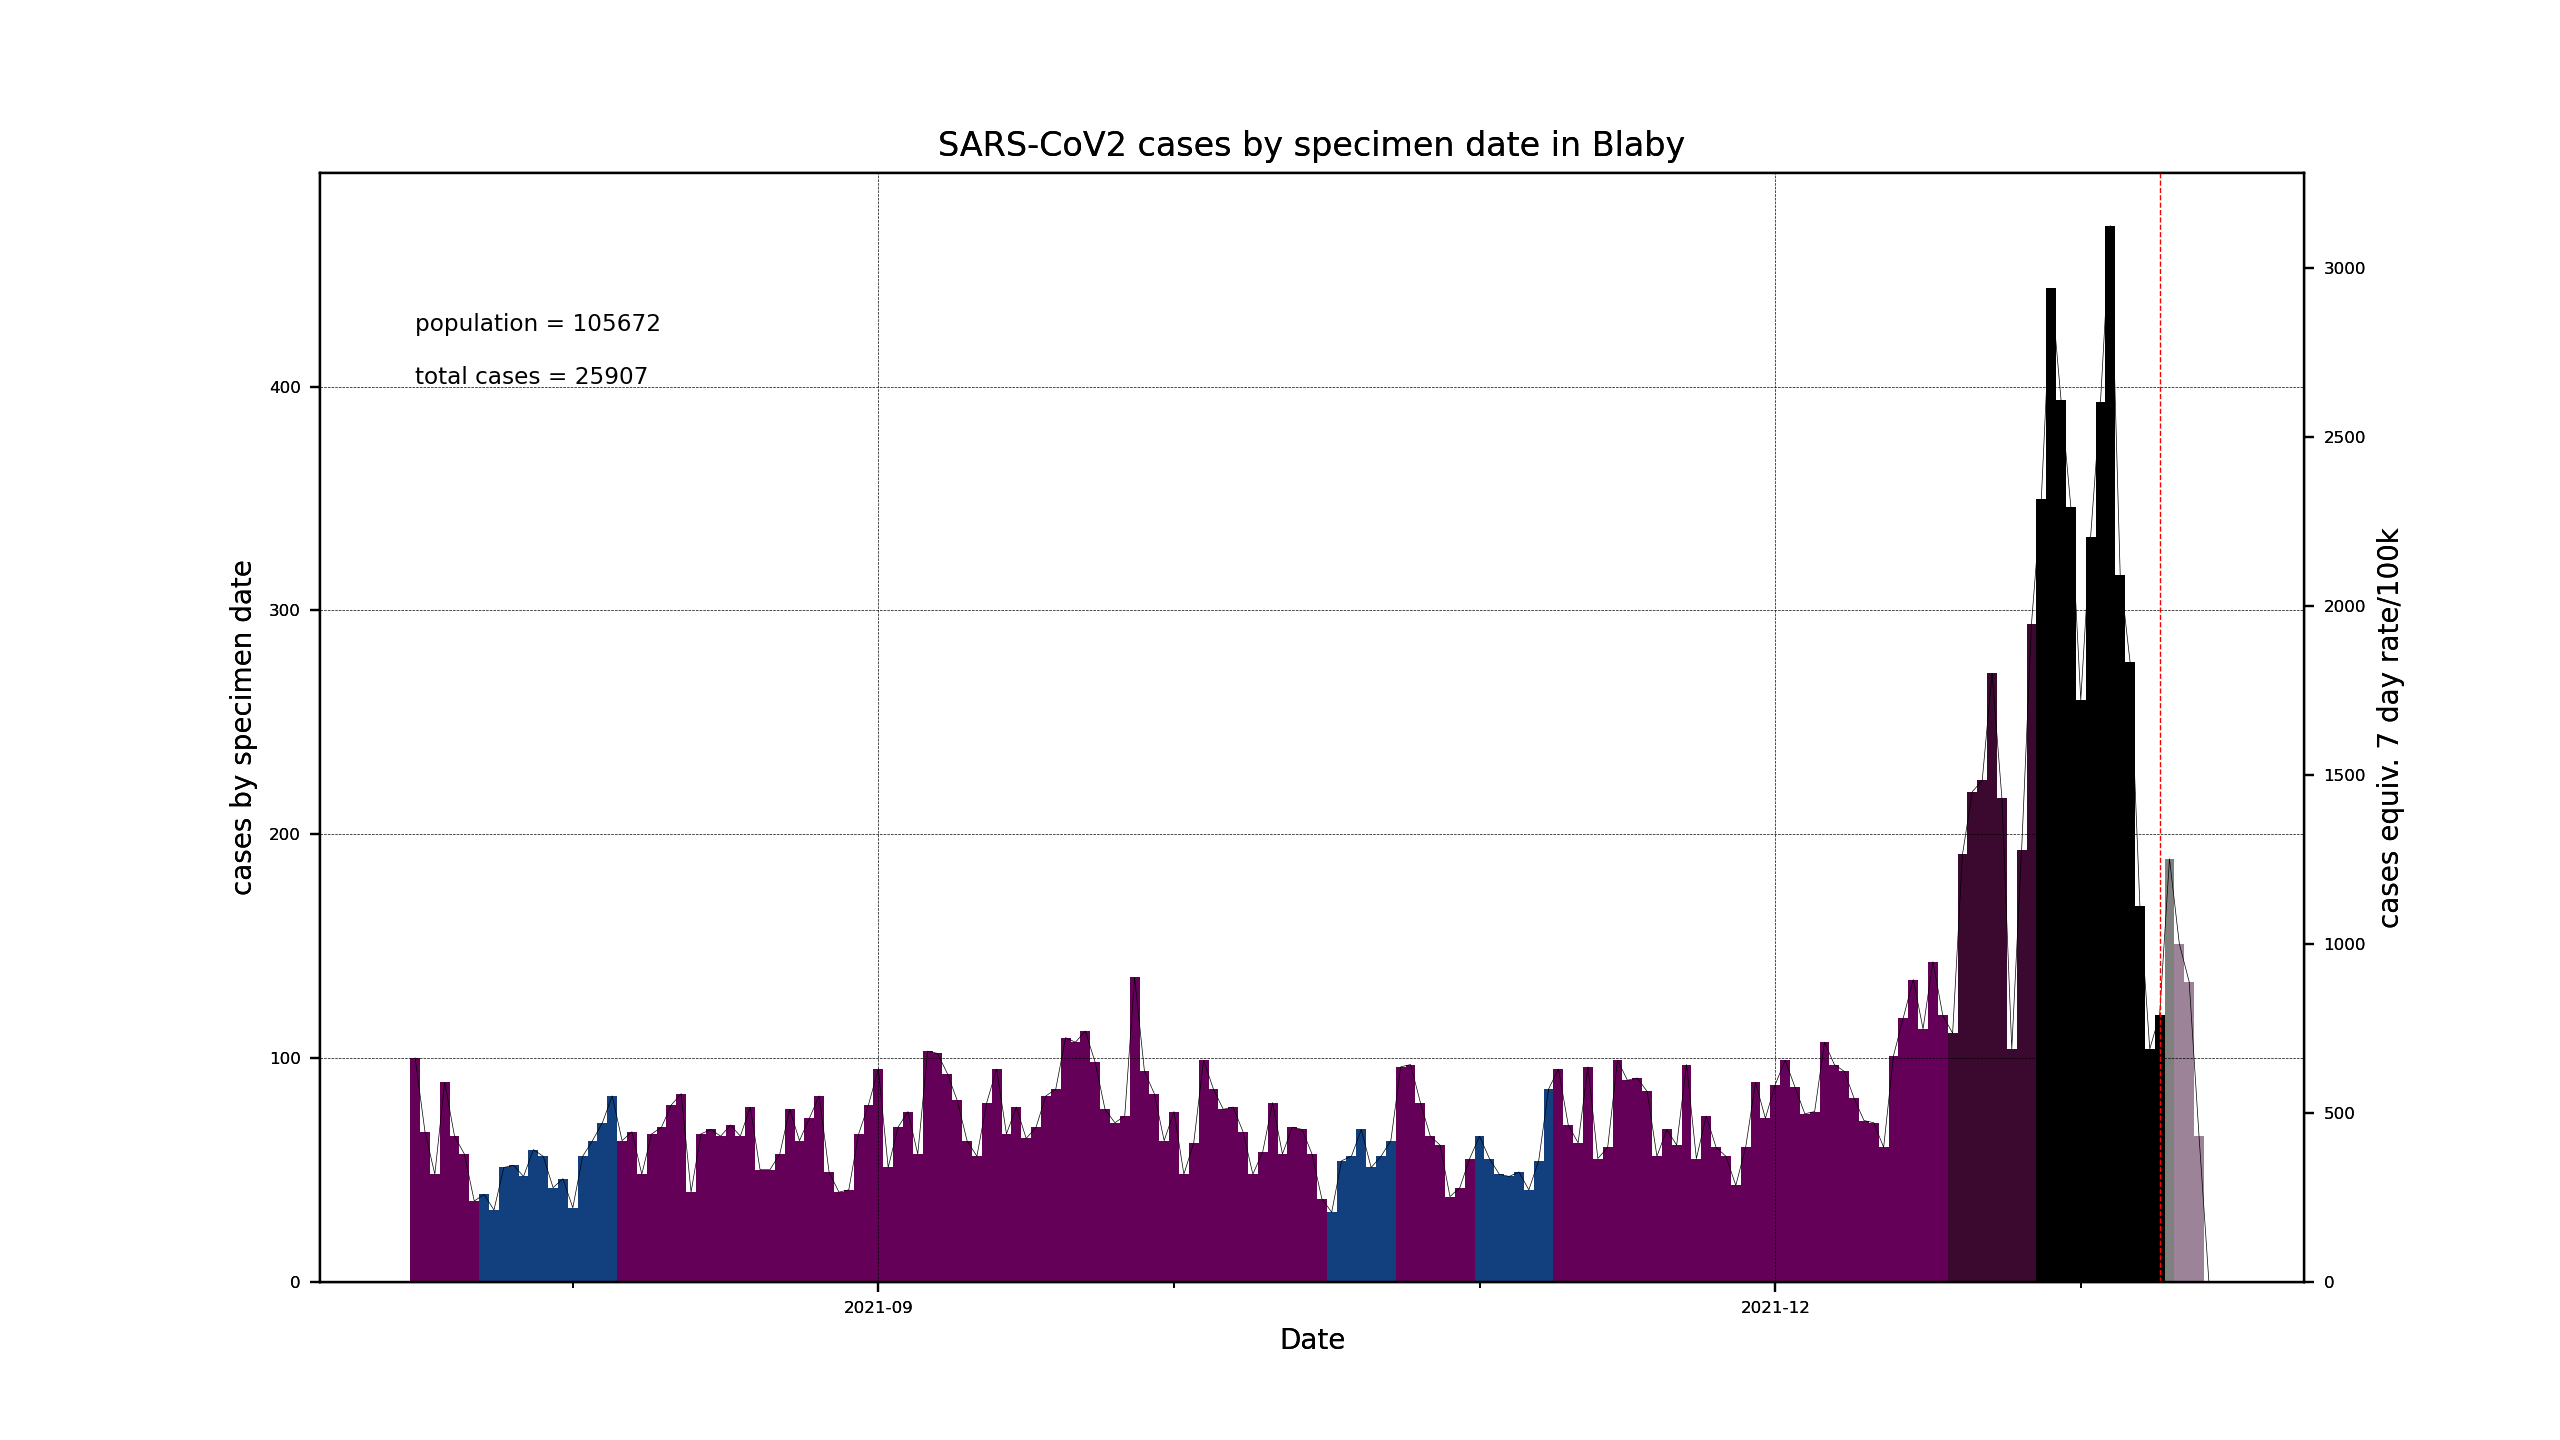 SARS-CoV2 cases by specimen date in Blaby
population = 105672
total cases = 25907
cases by specimen date
400
300
200
100
0
3000
2500
2000
1500
1000
500
0
cases equiv. 7 day rate/100k
2021-09
2021-12
Date